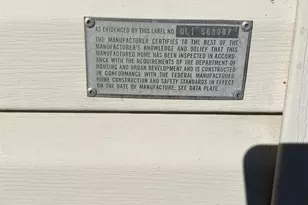 AS EVIDENCED BY THIS LABEL NO.
THE MANUFACTURER CERTIFIES TO THE BEST OF THE
MANUFACTURER'S KNOWLEDGE AND BELIEF THAT THIS
MANUFACTURED HOME HAS BEEN INSPECTED IN ACCORD-
ANCE WITH THE REQUIREMENTS OF THE DEPARTMENT OF
HOUSING AND URBAN DEVELOPMENT AND IS CONSTRUCTED
IN CONFORMANCE WITH THE FEDERAL MANUFACTURED
HOME CONSTRUCTION AND SAFETY STANDARDS IN EFFECT
ON THE DATE OF MANUFACTURE. SEE DATA PLATE.